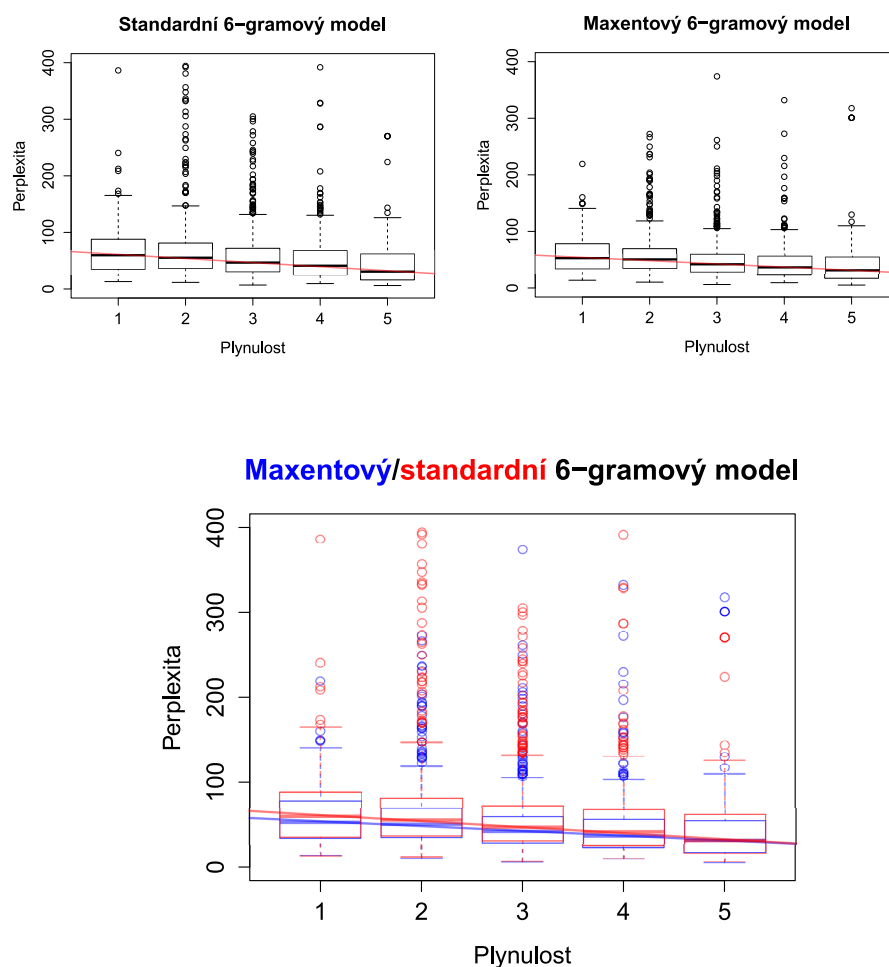 Standardní 6−gramový model
Perplexita
400
300
200
100
0
1 2 3 4 5
Plynulost
Maxentový 6−gramový model
Perplexita
400
300
200
100
0
1 2 3 4 5
Plynulost
Maxentový/standardní 6−gramový model
Perplexita
400
300
200
100
0
1 2 3 4 5
Plynulost